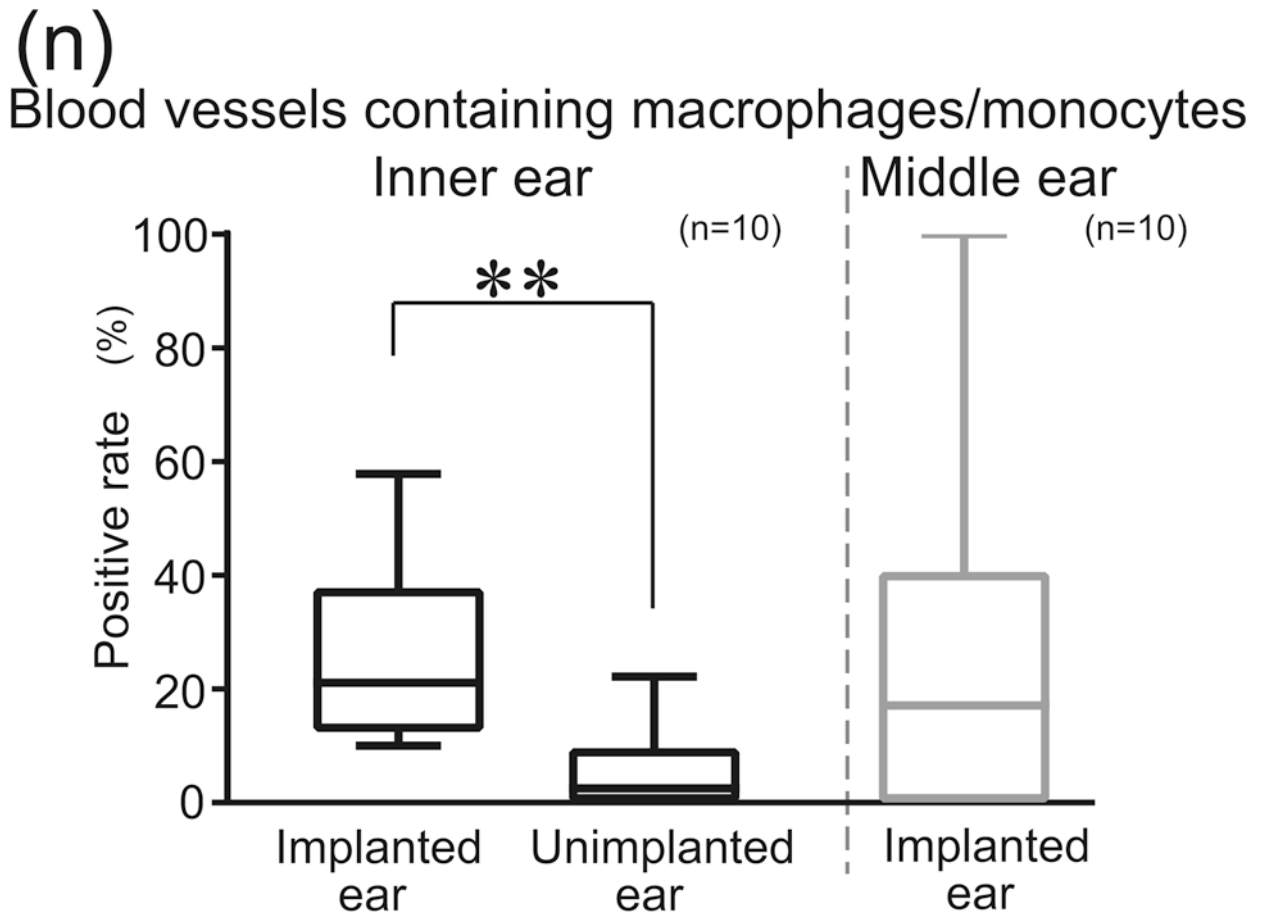 (n)
Blood vessels containing macrophages/monocytes
Inner ear
Middle ear
(n=10)
(n=10)
**
Positive rate (%)
100
80
60
40
20
0
Implanted
ear
Unimplanted
ear
Implanted
ear